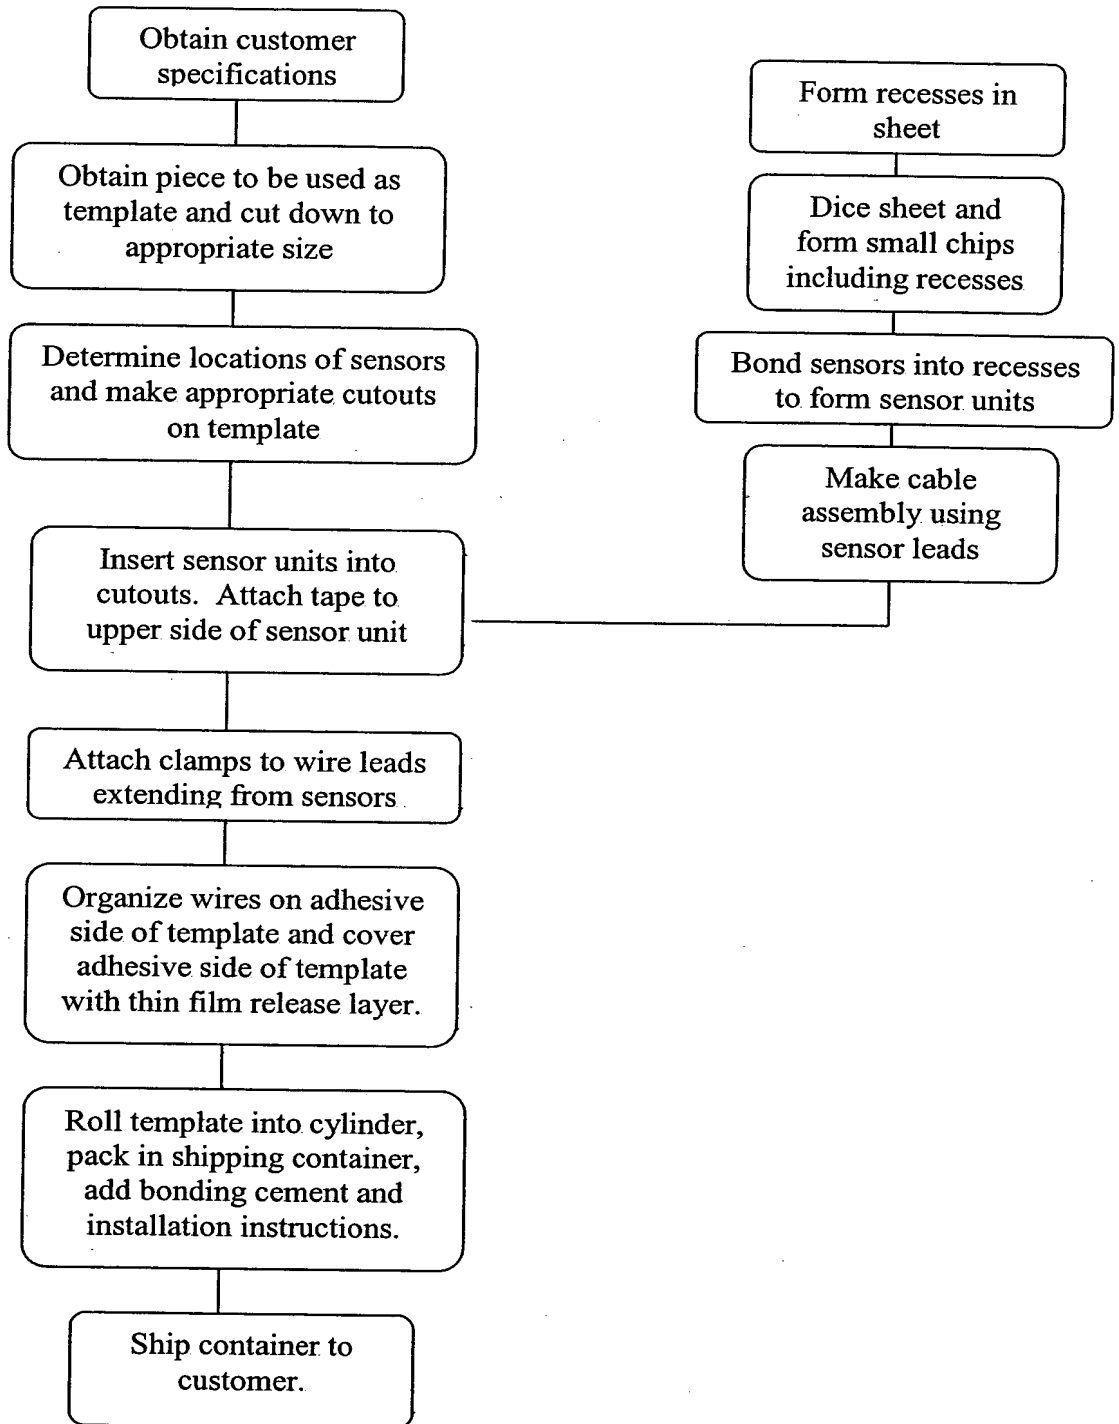 Obtain customer
specifications
Obtain piece to be used as
template and cut down to
appropriate size
Determine locations of sensors
and make appropriate cutouts
on template
Insert sensor units into
cutouts. Attach tape to
upper side of sensor unit
Attach clamps to wire leads
extending from sensors
Organize wires on adhesive
side of template and cover
adhesive side of template
with thin film release layer.
Roll template into cylinder,
pack in shipping container,
add bonding cement and
installation instructions.
Ship container to
customer.
Form recesses in
sheet
Dice sheet and
form small chips
including recesses
Bond sensors into recesses
to form sensor units
Make cable
assembly using
sensor leads